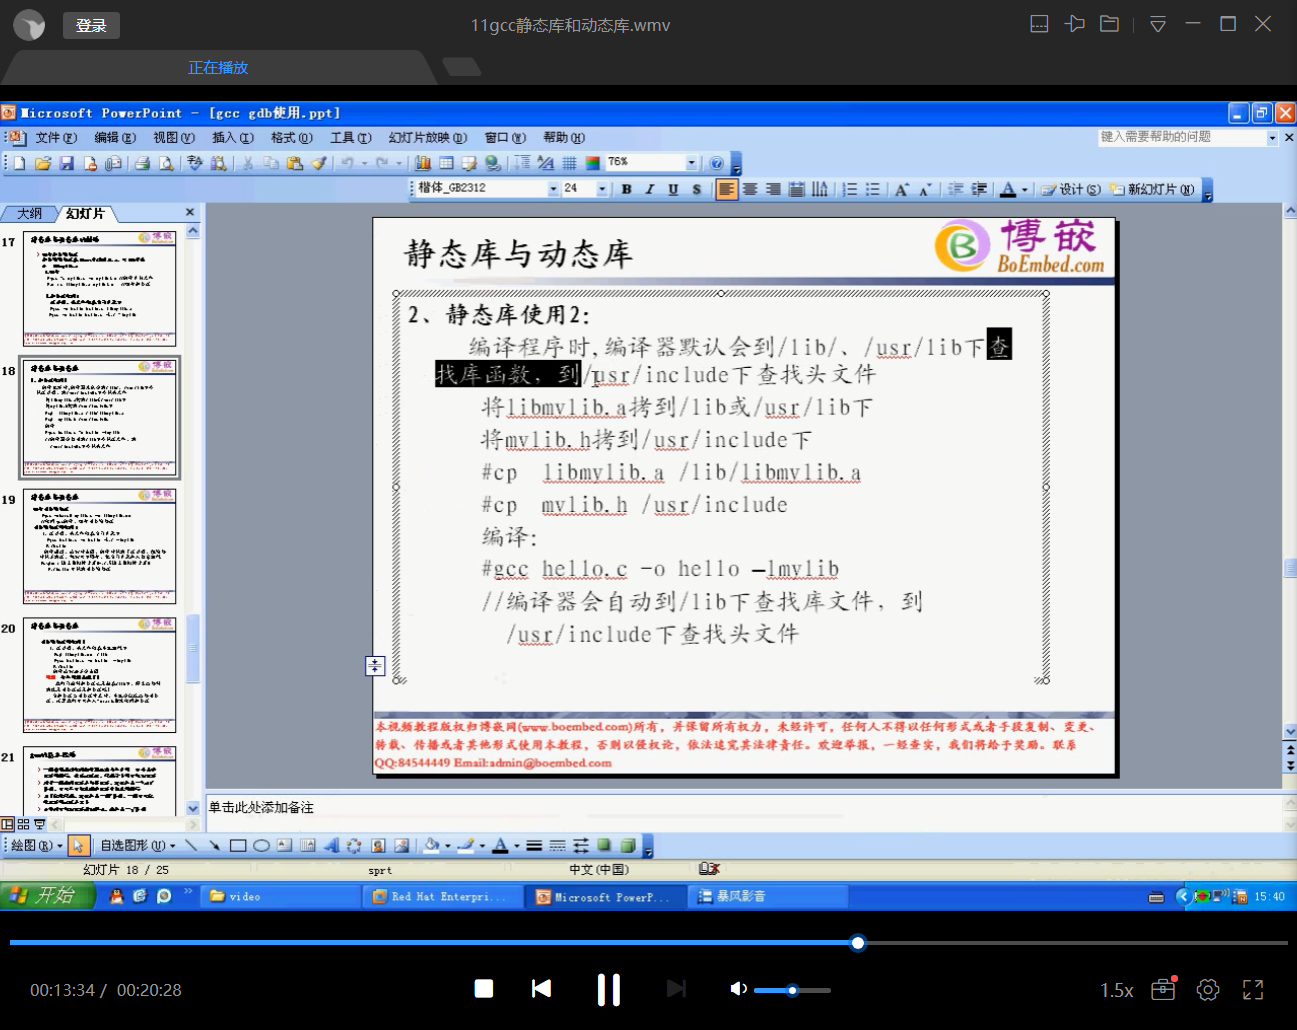 登录
11gcc静态库和动态库.wmv
正在播放
Microsoft PowerPoint - [gcc gdb使用.ppt]
文件(F) 编辑(E) 视图(V) 插入(I) 格式(O) 工具(T) 幻灯片放映(D) 窗口(W) 帮助(H) 键入需要帮助的问题
76%
楷体_GB2312 24 B I U S 设计(S) 新幻灯片(N)
大纲 幻灯片
17
18
19
20
21
静态库与动态库
博嵌
BoEmbed.com
2、静态库使用2:
编译程序时,编译器默认会到/lib/、/usr/lib下查
找库函数，到/usr/include下查找头文件
将libmylib.a拷到/lib或/usr/lib下
将mylib.h拷到/usr/include下
#cp libmylib.a /lib/libmylib.a
#cp mylib.h /usr/include
编译:
#gcc hello.c -o hello –lmylib
//编译器会自动到/lib下查找库文件，到
/usr/include下查找头文件
本视频教程版权归博嵌网(www.boembed.com)所有，并保留所有权力，未经许可，任何人不得以任何形式或者手段复制、变更、
转载、传播或者其他形式使用本教程，否则以侵权论，依法追究其法律责任。欢迎举报，一经查实，我们将给予奖励。联系
QQ:84544449 Email:admin@boembed.com
单击此处添加备注
绘图(R) 自选图形(U)
幻灯片 18 / 25 sprt 中文(中国)
开始 video Red Hat Enterpri... Microsoft PowerP... 暴风影音 15:40
00:13:34 / 00:20:28 1.5x